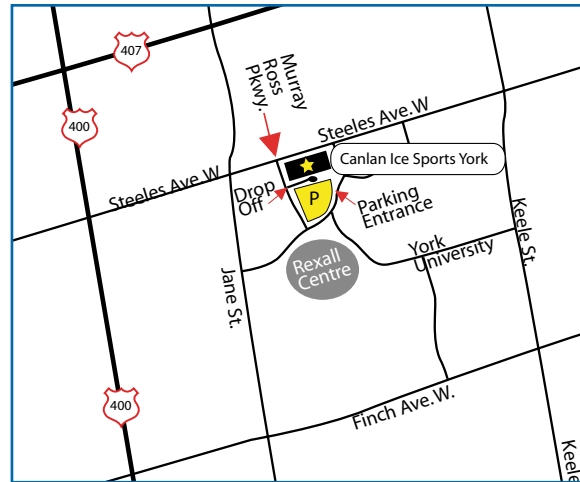 407
400
Murray
Ross
Pkwy.
Steeles Ave. W
Canlan Ice Sports York
Steeles Ave. W
Drop
Off
P
Parking
Entrance
Keele St.
York
University
Rexall
Centre
Jane St.
400
Finch Ave. W.
Keele